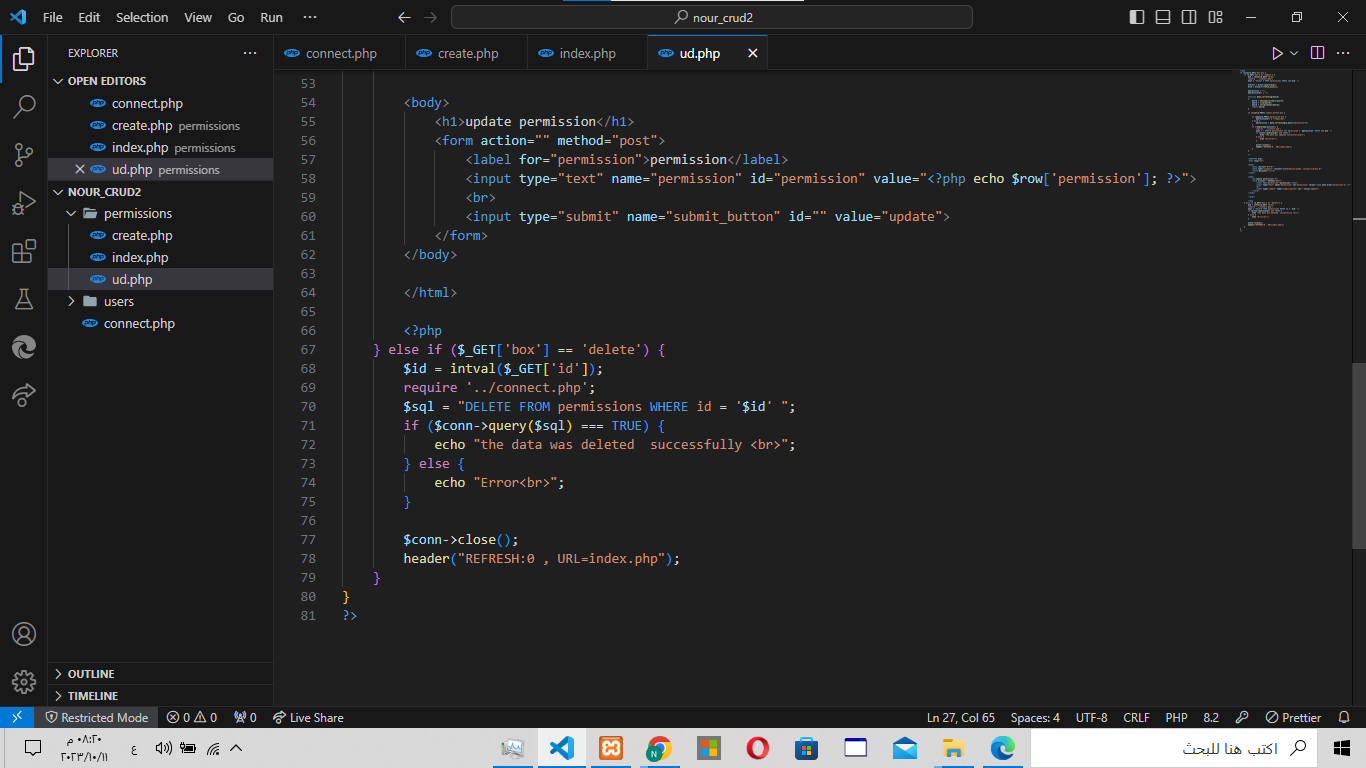 File Edit Selection View Go Run ··· nour_crud2
EXPLORER ···
OPEN EDITORS
connect.php
create.php permissions
index.php permissions
ud.php permissions
NOUR_CRUD2
permissions
create.php
index.php
ud.php
users
connect.php
OUTLINE
TIMELINE
connect.php create.php index.php ud.php
53
54 <body>
55 <h1>update permission</h1>
56 <form action="" method="post">
57 <label for="permission">permission</label>
58 <input type="text" name="permission" id="permission" value="<?php echo $row['permission']; ?>">
59 <br>
60 <input type="submit" name="submit_button" id="" value="update">
61 </form>
62 </body>
63
64 </html>
65
66 <?php
67 } else if ($_GET['box'] == 'delete') {
68 $id = intval($_GET['id']);
69 require '../connect.php';
70 $sql = "DELETE FROM permissions WHERE id = '$id' ";
71 if ($conn->query($sql) === TRUE) {
72 echo "the data was deleted  successfully <br>";
73 } else {
74 echo "Error<br>";
75 }
76
77 $conn->close();
78 header("REFRESH:0 , URL=index.php");
79 }
80 }
81 ?>
Restricted Mode 0 0 0 Live Share Ln 27, Col 65 Spaces: 4 UTF-8 CRLF PHP 8.2 Prettier
٠٨:٢٠ م
٢٠٢٣/١٠/١١
ع
N
اكتب هنا للبحث